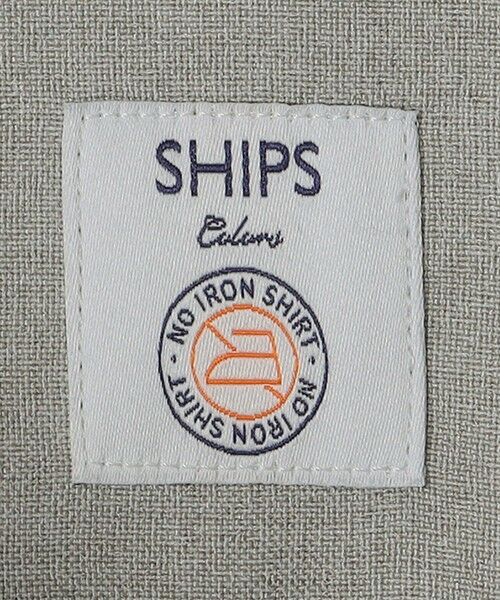 SHIPS
Colors
NO IRON SHIRT · NO IRON SHIRT ·